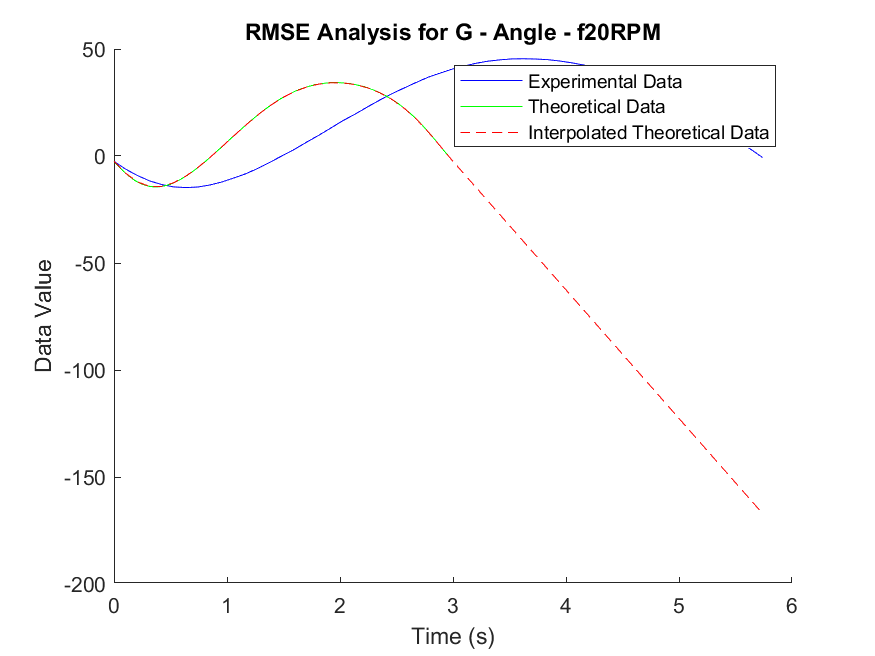 RMSE Analysis for G - Angle - f20RPM
50
0
-50
-100
-150
-200
Data Value
Experimental Data
Theoretical Data
Interpolated Theoretical Data
0 1 2 3 4 5 6
Time (s)